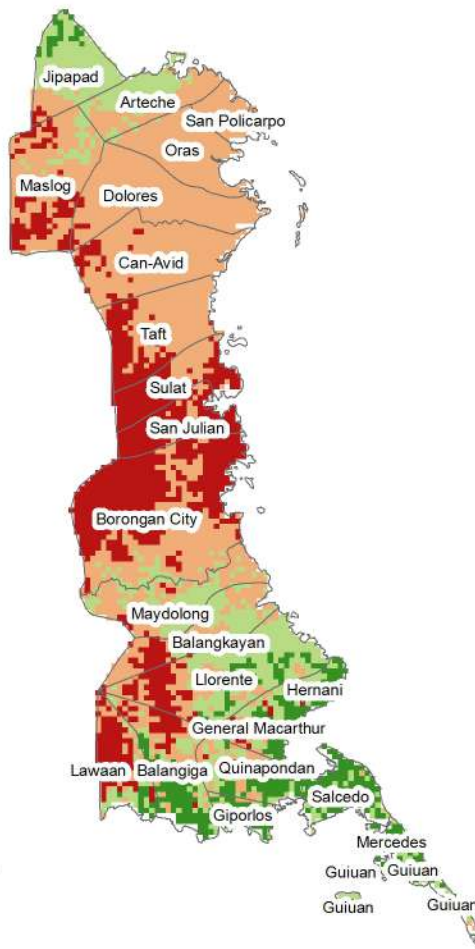 Jipapad
Arteche
San Policarpo
Oras
Maslog
Dolores
Can-Avid
Taft
Sulat
San Julian
Borongan City
Maydolong
Balangkayan
Llorente
Hernani
General Macarthur
Lawaan
Balangiga
Quinapondan
Salcedo
Giporlos
Mercedes
Guiuan
Guiuan
Guiuan
Guiuan